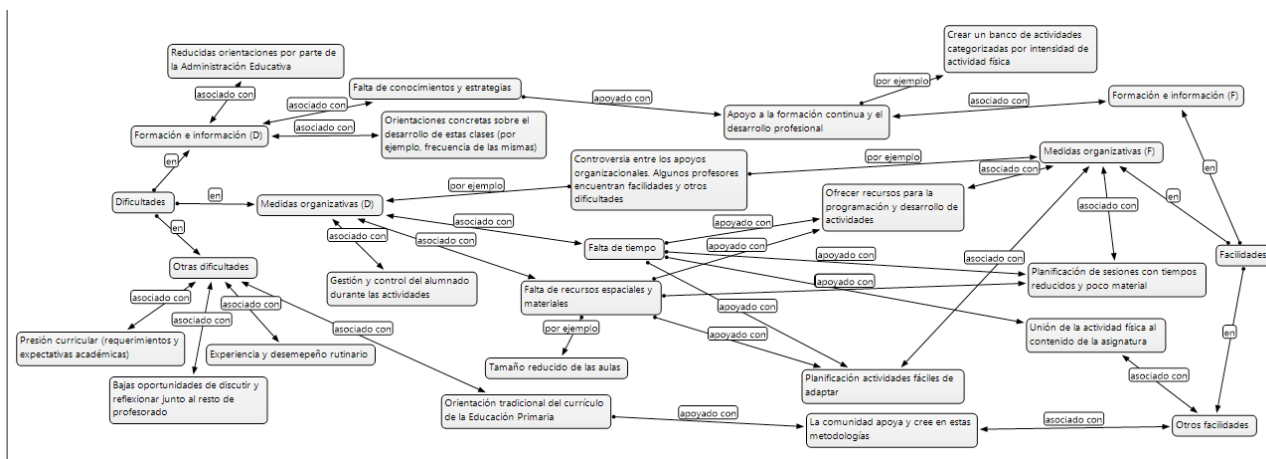 Crear un banco de actividades
categorizadas por intensidad de
actividad física
Reducidas orientaciones por parte de
la Administración Educativa
por ejemplo
asociado con
Falta de conocimientos y estrategias
asociado con
apoyado con
Apoyo a la formación continua y el
desarrollo profesional
asociado con
Formación e información (F)
Formación e información (D)
asociado con
Orientaciones concretas sobre el
desarrollo de estas clases (por
ejemplo, frecuencia de las mismas)
en
Controversia entre los apoyos
organizacionales. Algunos profesores
encuentran facilidades y otros
dificultades
por ejemplo
Medidas organizativas (F)
asociado con
en
Dificultades
en
Medidas organizativas (D)
por ejemplo
Ofrecer recursos para la
programación y desarrollo de
actividades
asociado con
en
en
asociado con
asociado con
asociado con
Falta de tiempo
apoyado con
apoyado con
apoyado con
asociado con
Facilidades
Otras dificultades
Gestión y control del alumnado
durante las actividades
Falta de recursos espaciales y
materiales
apoyado con
Planificación de sesiones con tiempos
reducidos y poco material
asociado con
asociado con
asociado con
asociado con
por ejemplo
apoyado con
apoyado con
Unión de la actividad física al
contenido de la asignatura
en
Presión curricular (requerimientos y
expectativas académicas)
Experiencia y desemepeño rutinario
Tamaño reducido de las aulas
Planificación actividades fáciles de
adaptar
asociado con
Bajas oportunidades de discutir y
reflexionar junto al resto de
profesorado
Orientación tradicional del currículo
de la Educación Primaria
apoyado con
La comunidad apoya y cree en estas
metodologías
asociado con
Otros facilidades